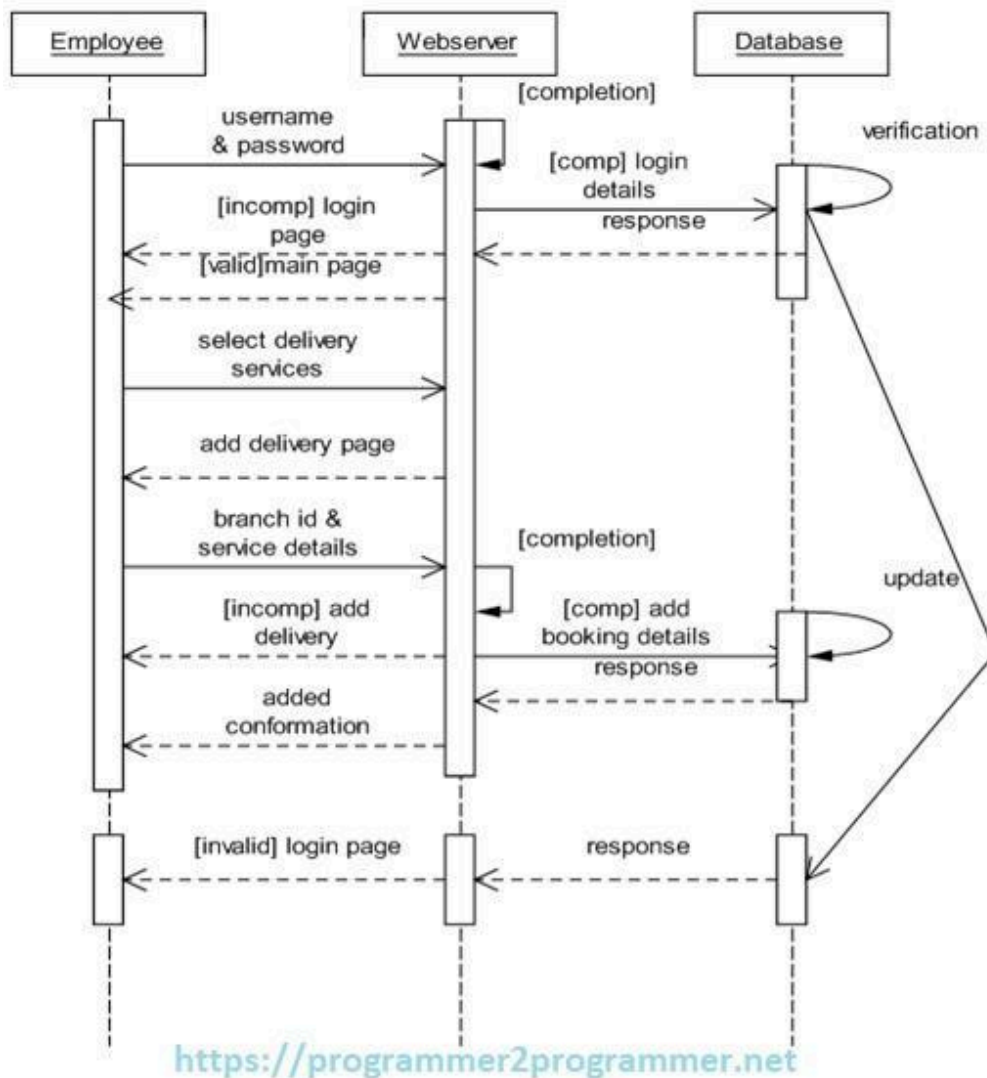 Employee
Webserver
Database
[completion]
username
& password
verification
[comp] login
details
[incomp] login
page
response
[valid]main page
select delivery
services
add delivery page
branch id &
service details
[completion]
update
[incomp] add
delivery
[comp] add
booking details
response
added
conformation
[invalid] login page
response
https://programmer2programmer.net